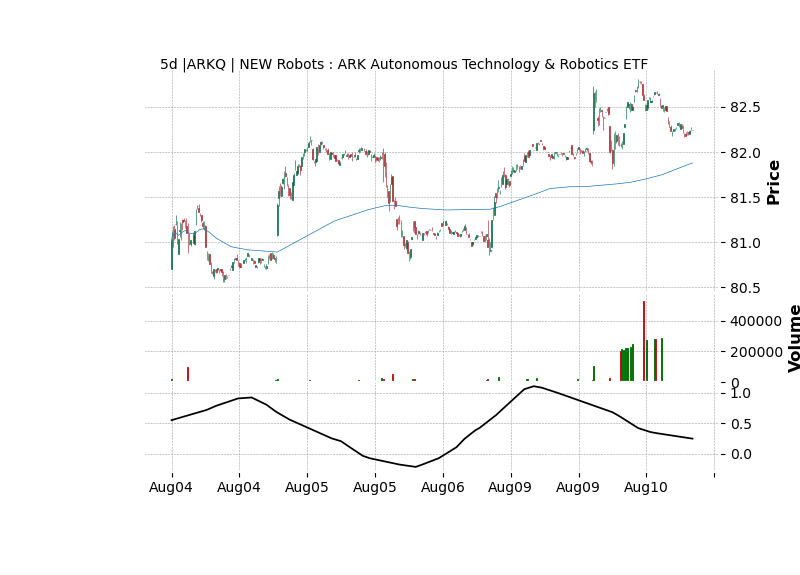 5d |ARKQ | NEW Robots : ARK Autonomous Technology & Robotics ETF
82.5
82.0
81.5
81.0
80.5
Price
400000
200000
0
Volume
1.0
0.5
0.0
Aug04 Aug04 Aug05 Aug05 Aug06 Aug09 Aug09 Aug10